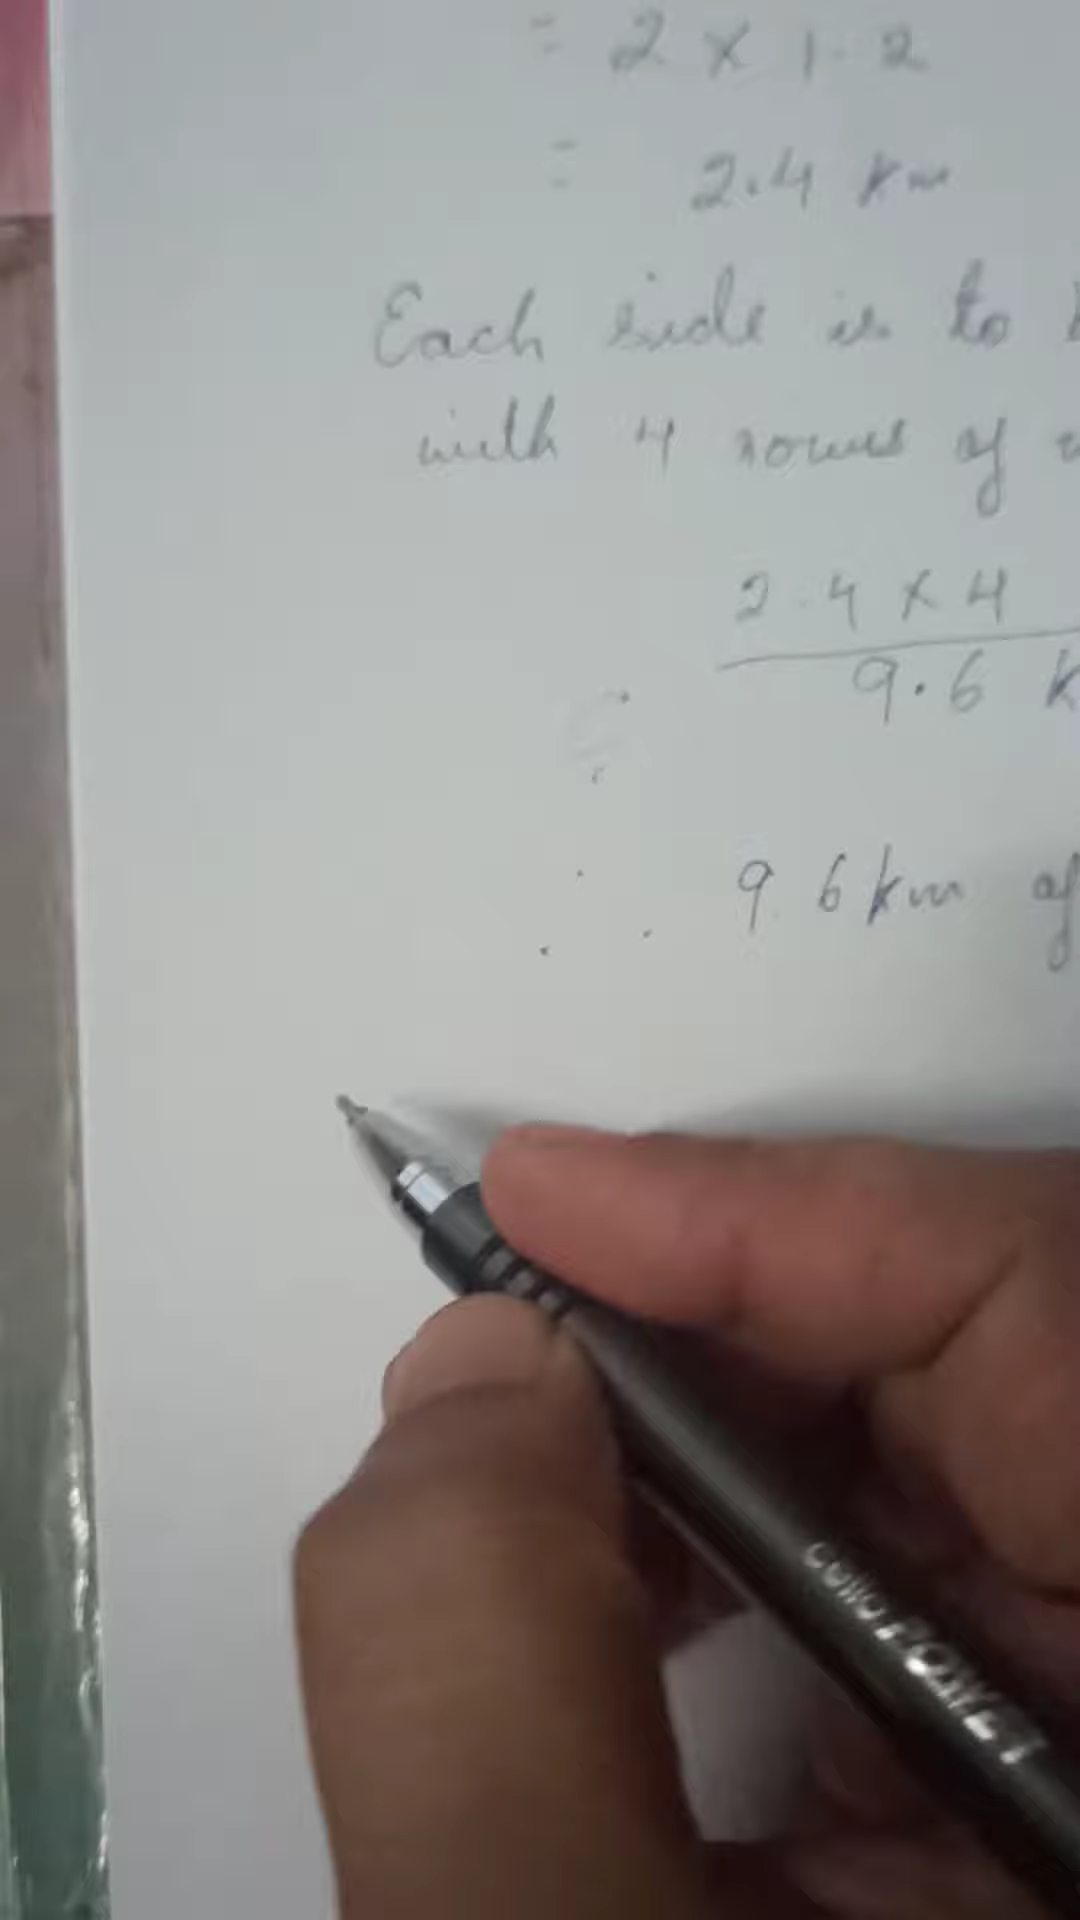 = 2 x 1.2
= 2.4 km
Each side is to
with 4 rows of
2.4 x 4
9.6 k
∴ 9.6 km of
cello